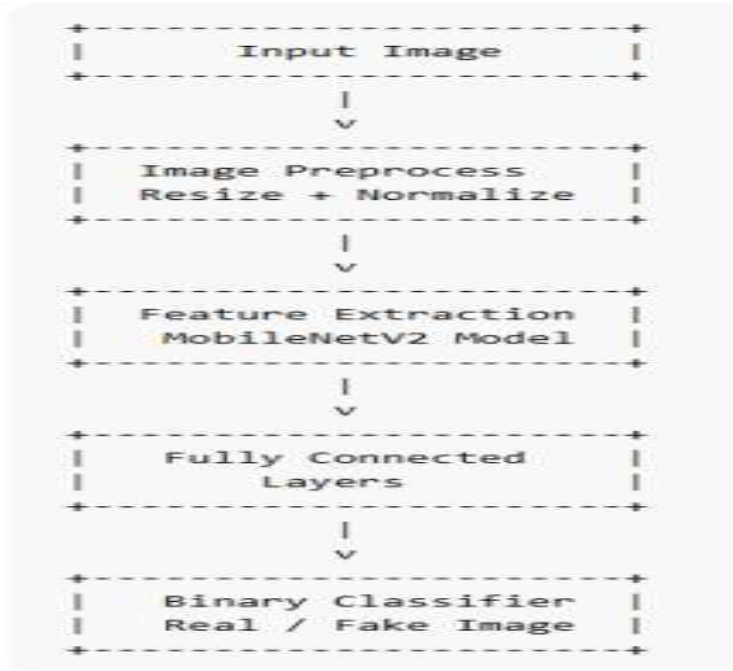 Input Image
Image Preprocess
Resize + Normalize
Feature Extraction
MobileNetV2 Model
Fully Connected
Layers
Binary Classifier
Real / Fake Image